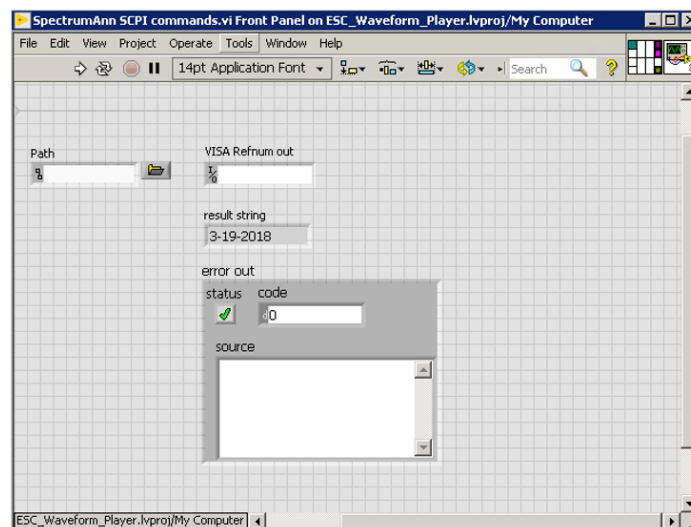 SpectrumAnn SCPI commands.vi Front Panel on ESC_Waveform_Player.lvproj/My Computer
File Edit View Project Operate Tools Window Help
14pt Application Font Search
Path
VISA Refnum out
result string
3-19-2018
error out
status code
d0
source
ESC_Waveform_Player.lvproj/My Computer